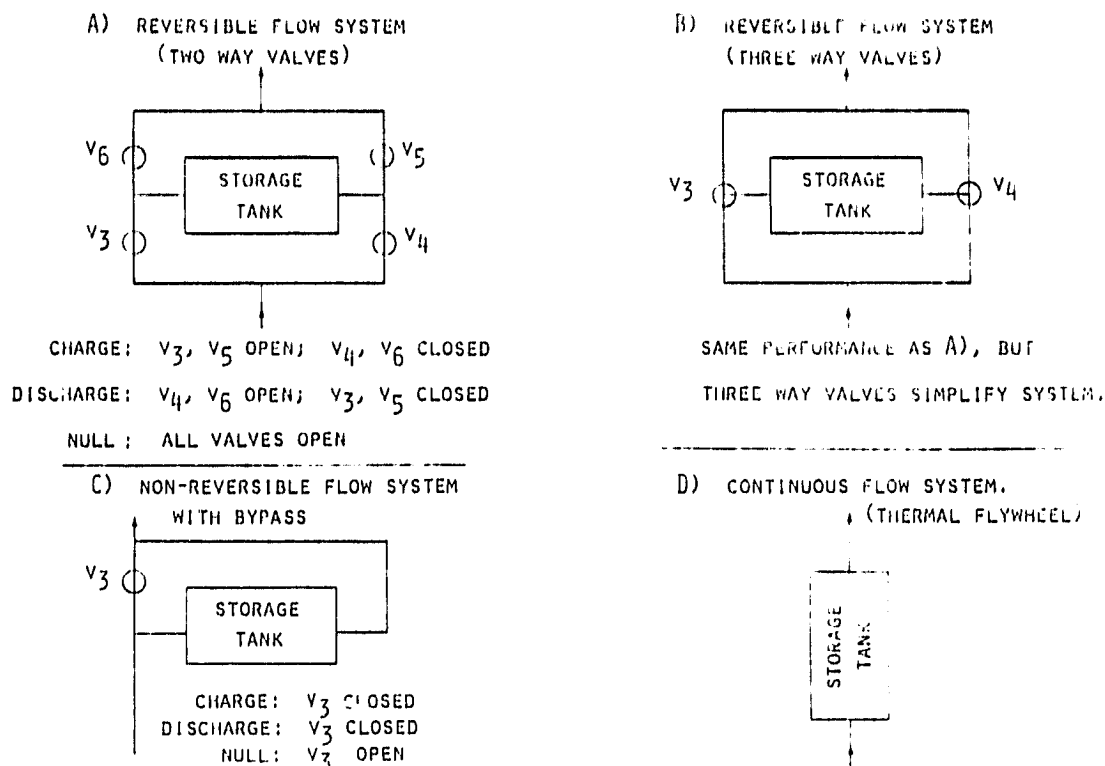 A) REVERSIBLE FLOW SYSTEM
(TWO WAY VALVES)
V6
V5
STORAGE
TANK
V3
V4
CHARGE: V3, V5 OPEN; V4, V6 CLOSED
DISCHARGE: V4, V6 OPEN; V3, V5 CLOSED
NULL: ALL VALVES OPEN
B) REVERSIBLE FLOW SYSTEM
(THREE WAY VALVES)
V3
STORAGE
TANK
V4
SAME PERFORMANCE AS A), BUT
THREE WAY VALVES SIMPLIFY SYSTEM.
C) NON-REVERSIBLE FLOW SYSTEM
WITH BYPASS
V3
STORAGE
TANK
CHARGE: V3 CLOSED
DISCHARGE: V3 CLOSED
NULL: V3 OPEN
D) CONTINUOUS FLOW SYSTEM.
(THERMAL FLYWHEEL)
STORAGE
TANK